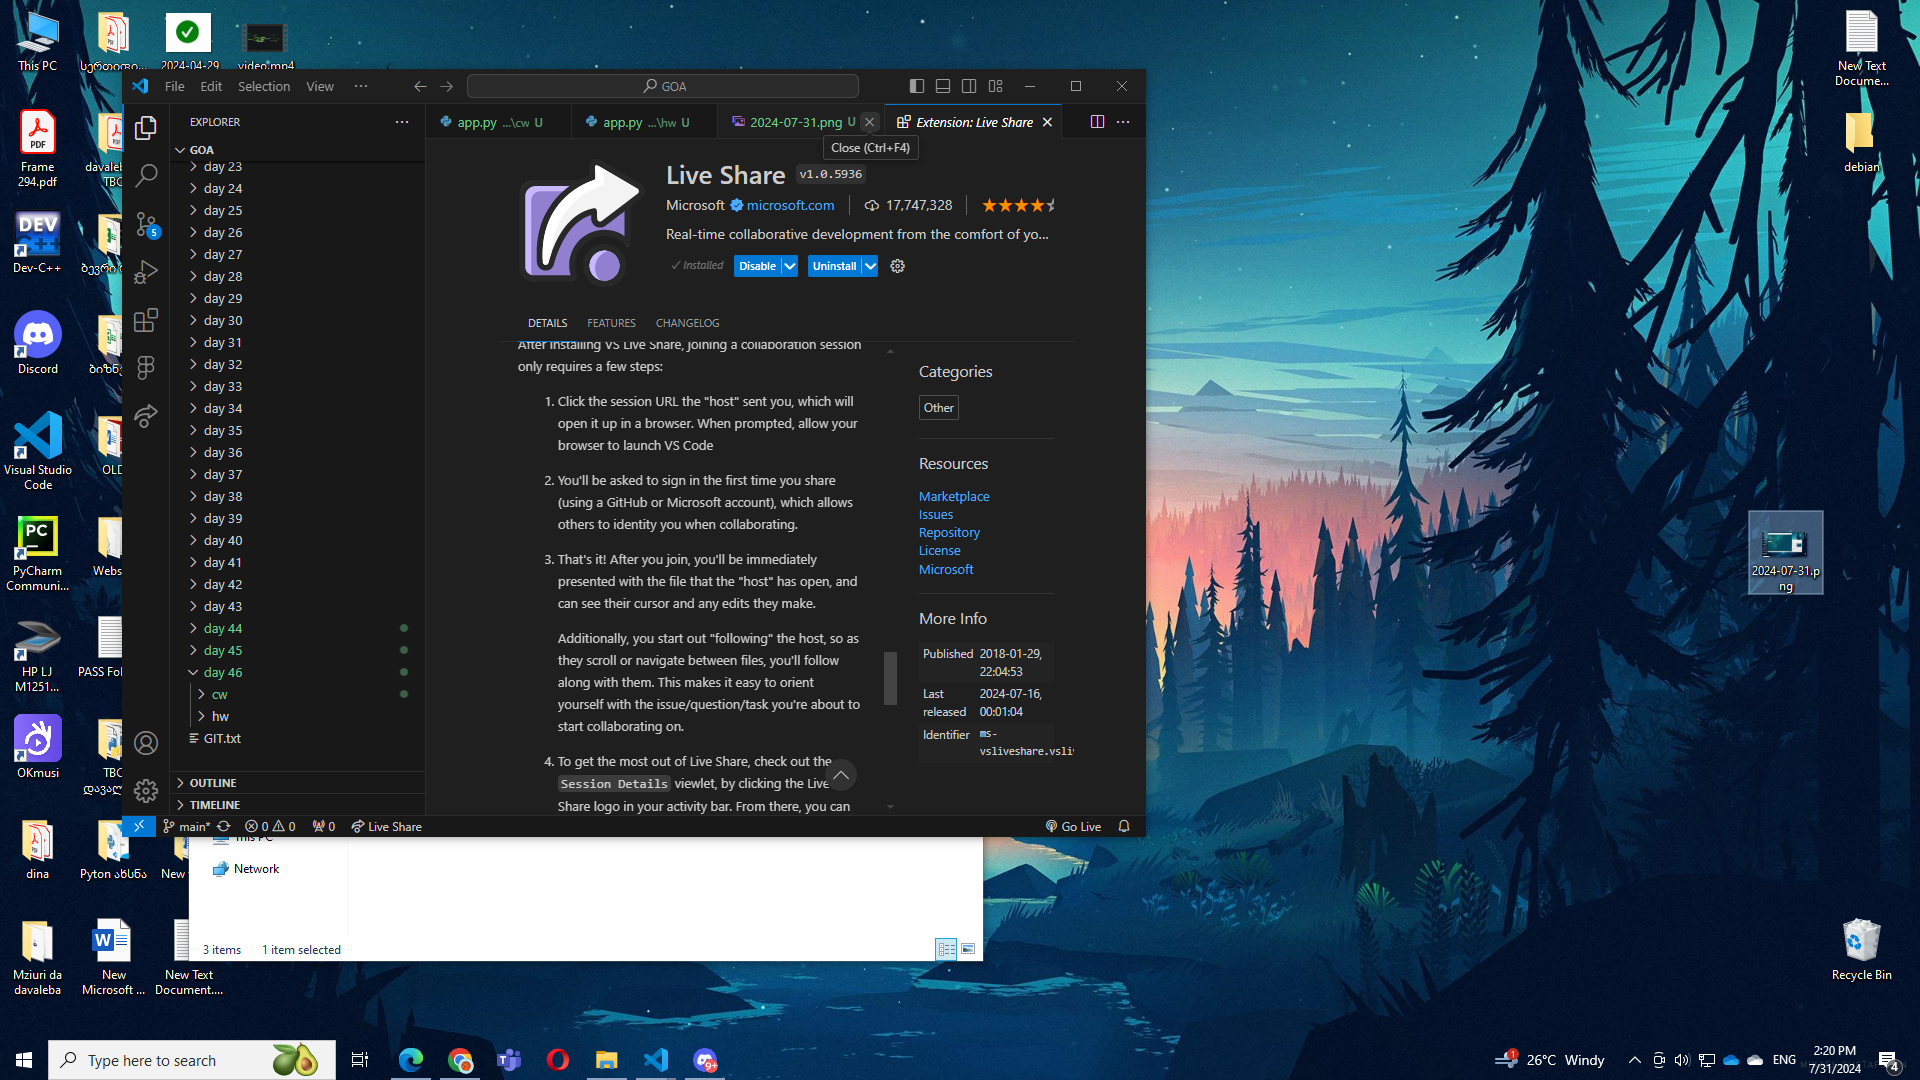 This PC
სერთიფი...
2024-04-29
video.mp4
Frame
294.pdf
Dev-C++
Discord
Visual Studio
Code
OLD
PyCharm
Communi...
HP LJ
M1251...
PASS Fol
OKmusi
TBC
dina
Pyton ახსნა
New
Mziuri da
davaleba
New
Microsoft ...
New Text
Document....
New Text
Docume...
debian
2024-07-31.p
ng
Recycle Bin
File
Edit
Selection
View
GOA
EXPLORER
GOA
day 23
day 24
day 25
day 26
day 27
day 28
day 29
day 30
day 31
day 32
day 33
day 34
day 35
day 36
day 37
day 38
day 39
day 40
day 41
day 42
day 43
day 44
day 45
day 46
cw
hw
GIT.txt
OUTLINE
TIMELINE
5
app.py ...\cw U
app.py ...\hw U
2024-07-31.png U
Extension: Live Share
Close (Ctrl+F4)
Live Share v1.0.5936
Microsoft microsoft.com 17,747,328
Real-time collaborative development from the comfort of yo...
Installed Disable Uninstall
DETAILS FEATURES CHANGELOG
After installing VS Live Share, joining a collaboration session
only requires a few steps:
1. Click the session URL the "host" sent you, which will
open it up in a browser. When prompted, allow your
browser to launch VS Code
2. You'll be asked to sign in the first time you share
(using a GitHub or Microsoft account), which allows
others to identity you when collaborating.
3. That's it! After you join, you'll be immediately
presented with the file that the "host" has open, and
can see their cursor and any edits they make.
Additionally, you start out "following" the host, so as
they scroll or navigate between files, you'll follow
along with them. This makes it easy to orient
yourself with the issue/question/task you're about to
start collaborating on.
4. To get the most out of Live Share, check out the
Session Details viewlet, by clicking the Live
Share logo in your activity bar. From there, you can
Categories
Other
Resources
Marketplace
Issues
Repository
License
Microsoft
More Info
Published 2018-01-29,
22:04:53
Last 2024-07-16,
released 00:01:04
Identifier ms-
vsliveshare.vsliv
main* 0 0 0 Live Share
Go Live
This PC
Network
3 items 1 item selected
Type here to search
9+
1
26°C Windy
ENG
2:20 PM
7/31/2024
4